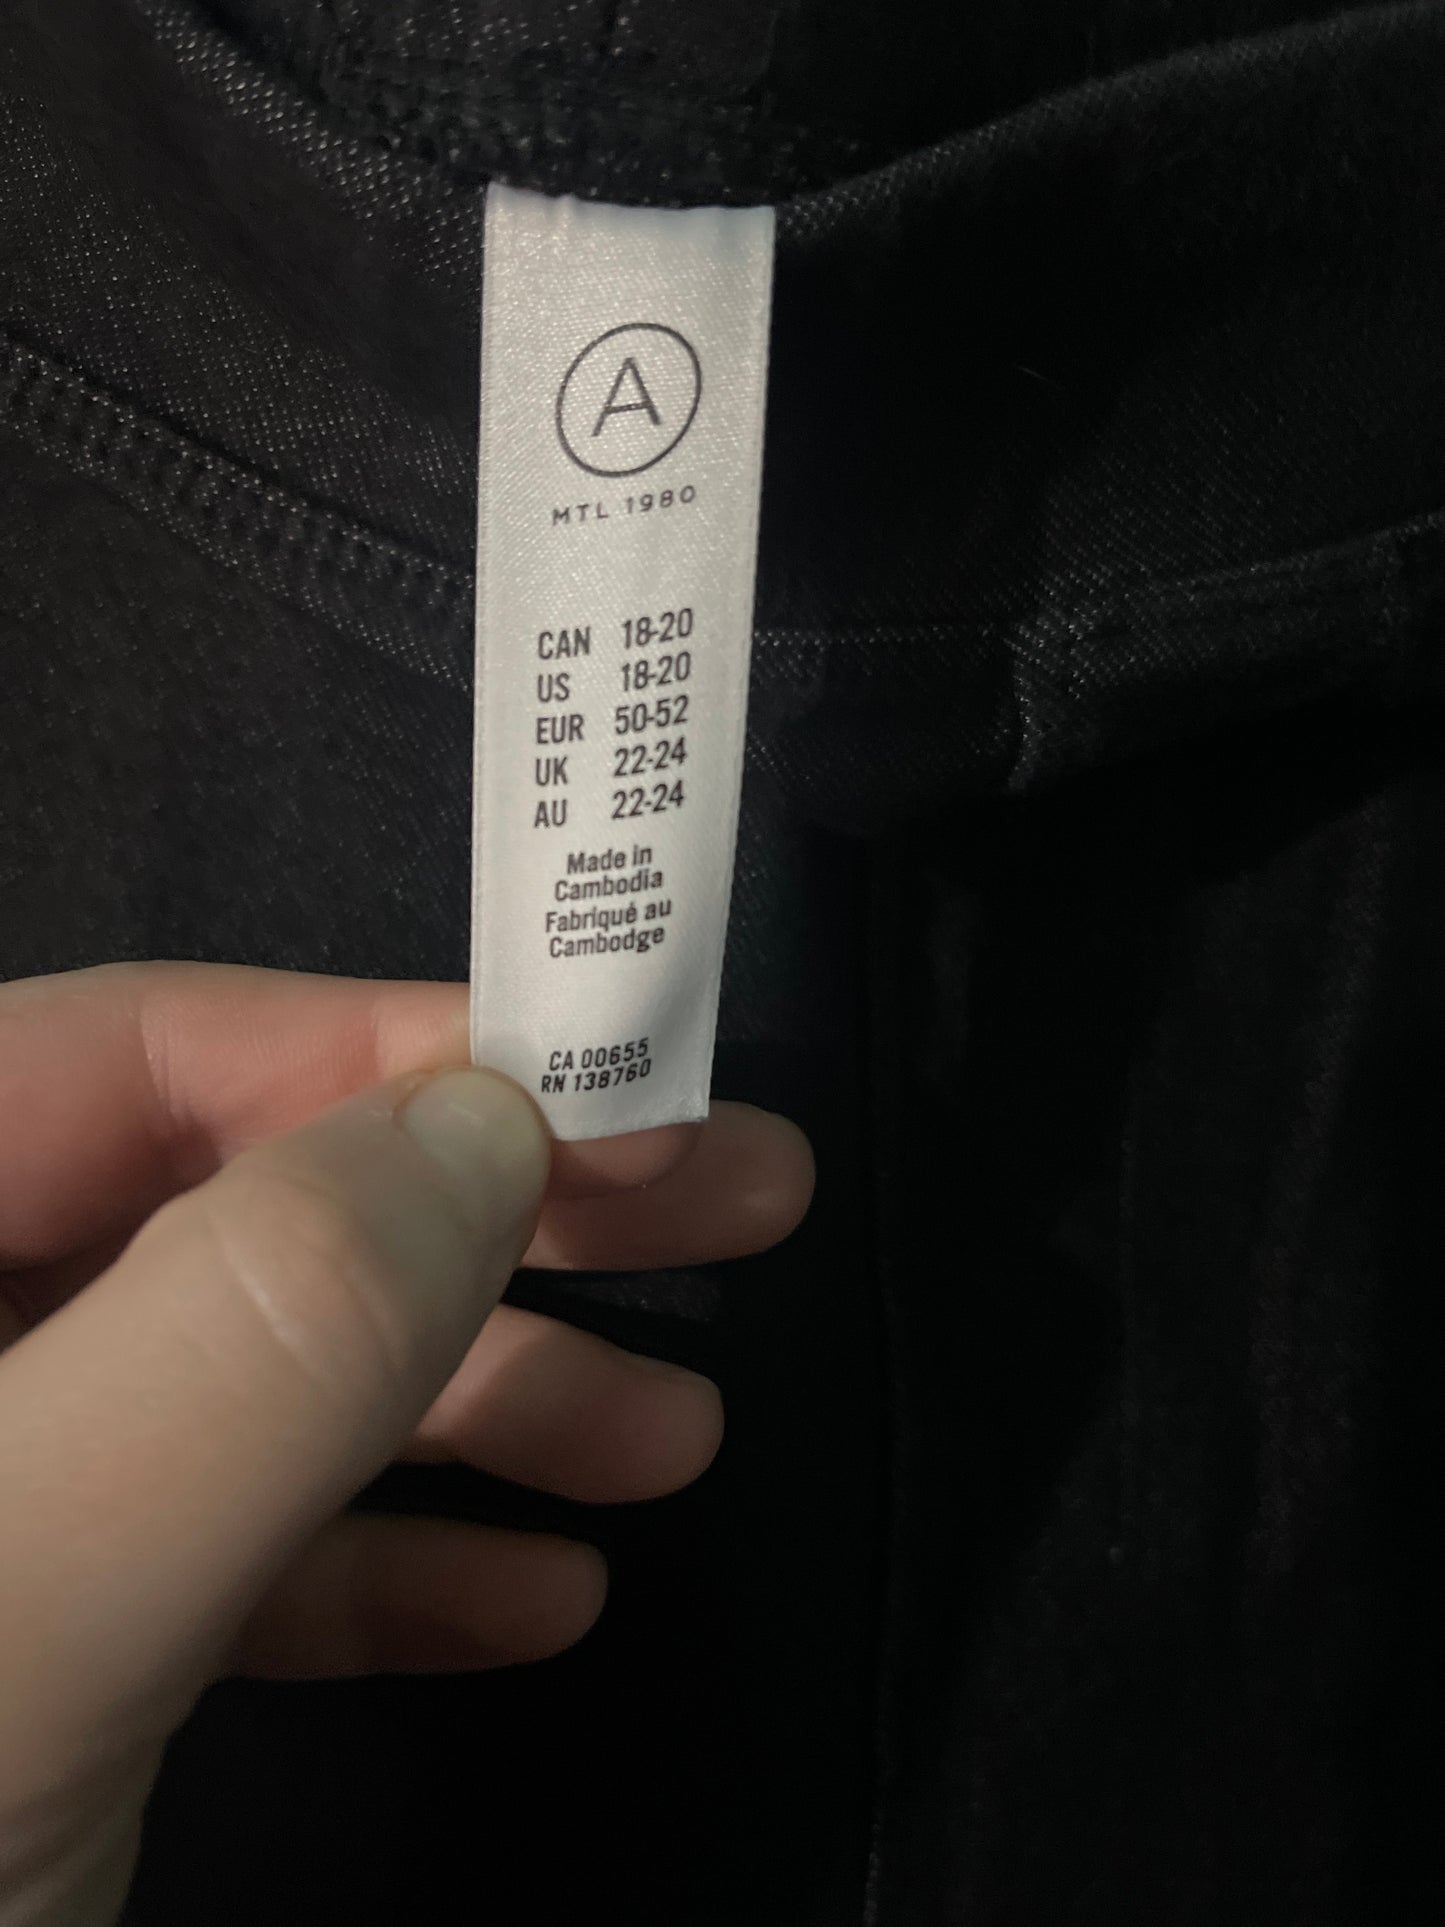 A
MTL 1980
CAN 18-20
US 18-20
EUR 50-52
UK 22-24
AU 22-24
Made in
Cambodia
Fabriqué au
Cambodge
CA 00655
RN 138760